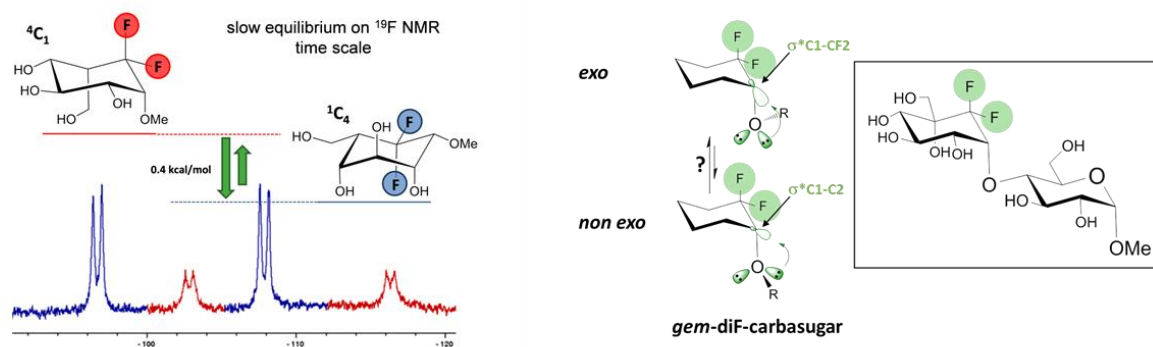 ⁴C₁
slow equilibrium on ¹⁹F NMR
time scale
F
F
HO
HO
HO
OH
HO
OMe
¹C₄
HO
OH
F
OMe
F
OH
OH
0.4 kcal/mol
-100
-110
-120
exo
F
F
σ*C1-CF2
O
R
?
non exo
F
F
σ*C1-C2
O
R
gem-diF-carbasugar
F
F
HO
HO
HO
HO
OH
O
OH
O
HO
OH
OMe